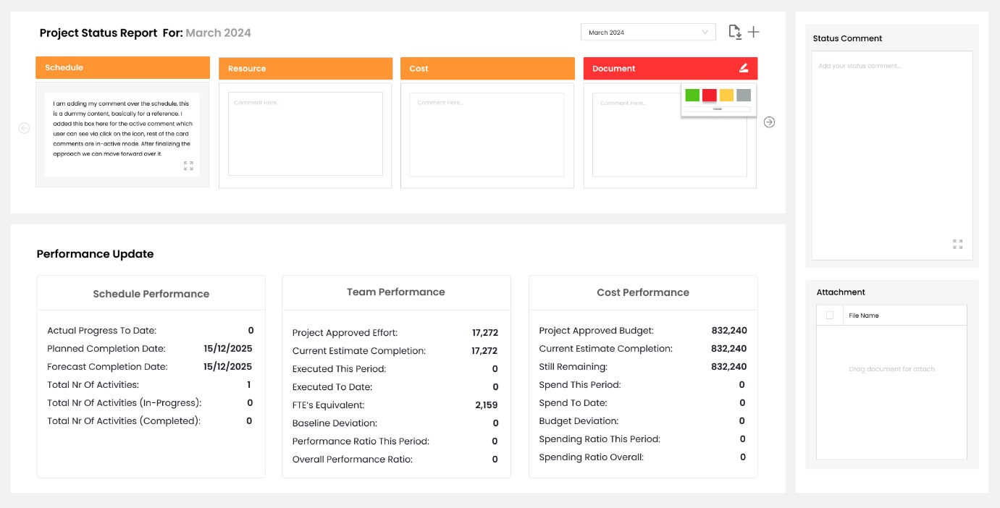 Project Status Report For: March 2024
March 2024
Schedule
Resource
Cost
Document
I am adding my comment over the schedule, this
is a dummy content, basically for a reference. I
added this box here for the active comment which
user can see via click on the icon, rest of the card
comments are in-active mode. After finalizing the
approach we can move forward over it.
Comment Here...
Comment Here...
Comment Here...
Performance Update
Schedule Performance
Actual Progress To Date: 0
Planned Completion Date: 15/12/2025
Forecast Completion Date: 15/12/2025
Total Nr Of Activities: 1
Total Nr Of Activities (In-Progress): 0
Total Nr Of Activities (Completed): 0
Team Performance
Project Approved Effort: 17,272
Current Estimate Completion: 17,272
Executed This Period: 0
Executed To Date: 0
FTE's Equivalent: 2,159
Baseline Deviation: 0
Performance Ratio This Period: 0
Overall Performance Ratio: 0
Cost Performance
Project Approved Budget: 832,240
Current Estimate Completion: 832,240
Still Remaining: 832,240
Spend This Period: 0
Spend To Date: 0
Budget Deviation: 0
Spending Ratio This Period: 0
Spending Ratio Overall: 0
Status Comment
Add your status comment...
Attachment
File Name
Drag document for attach